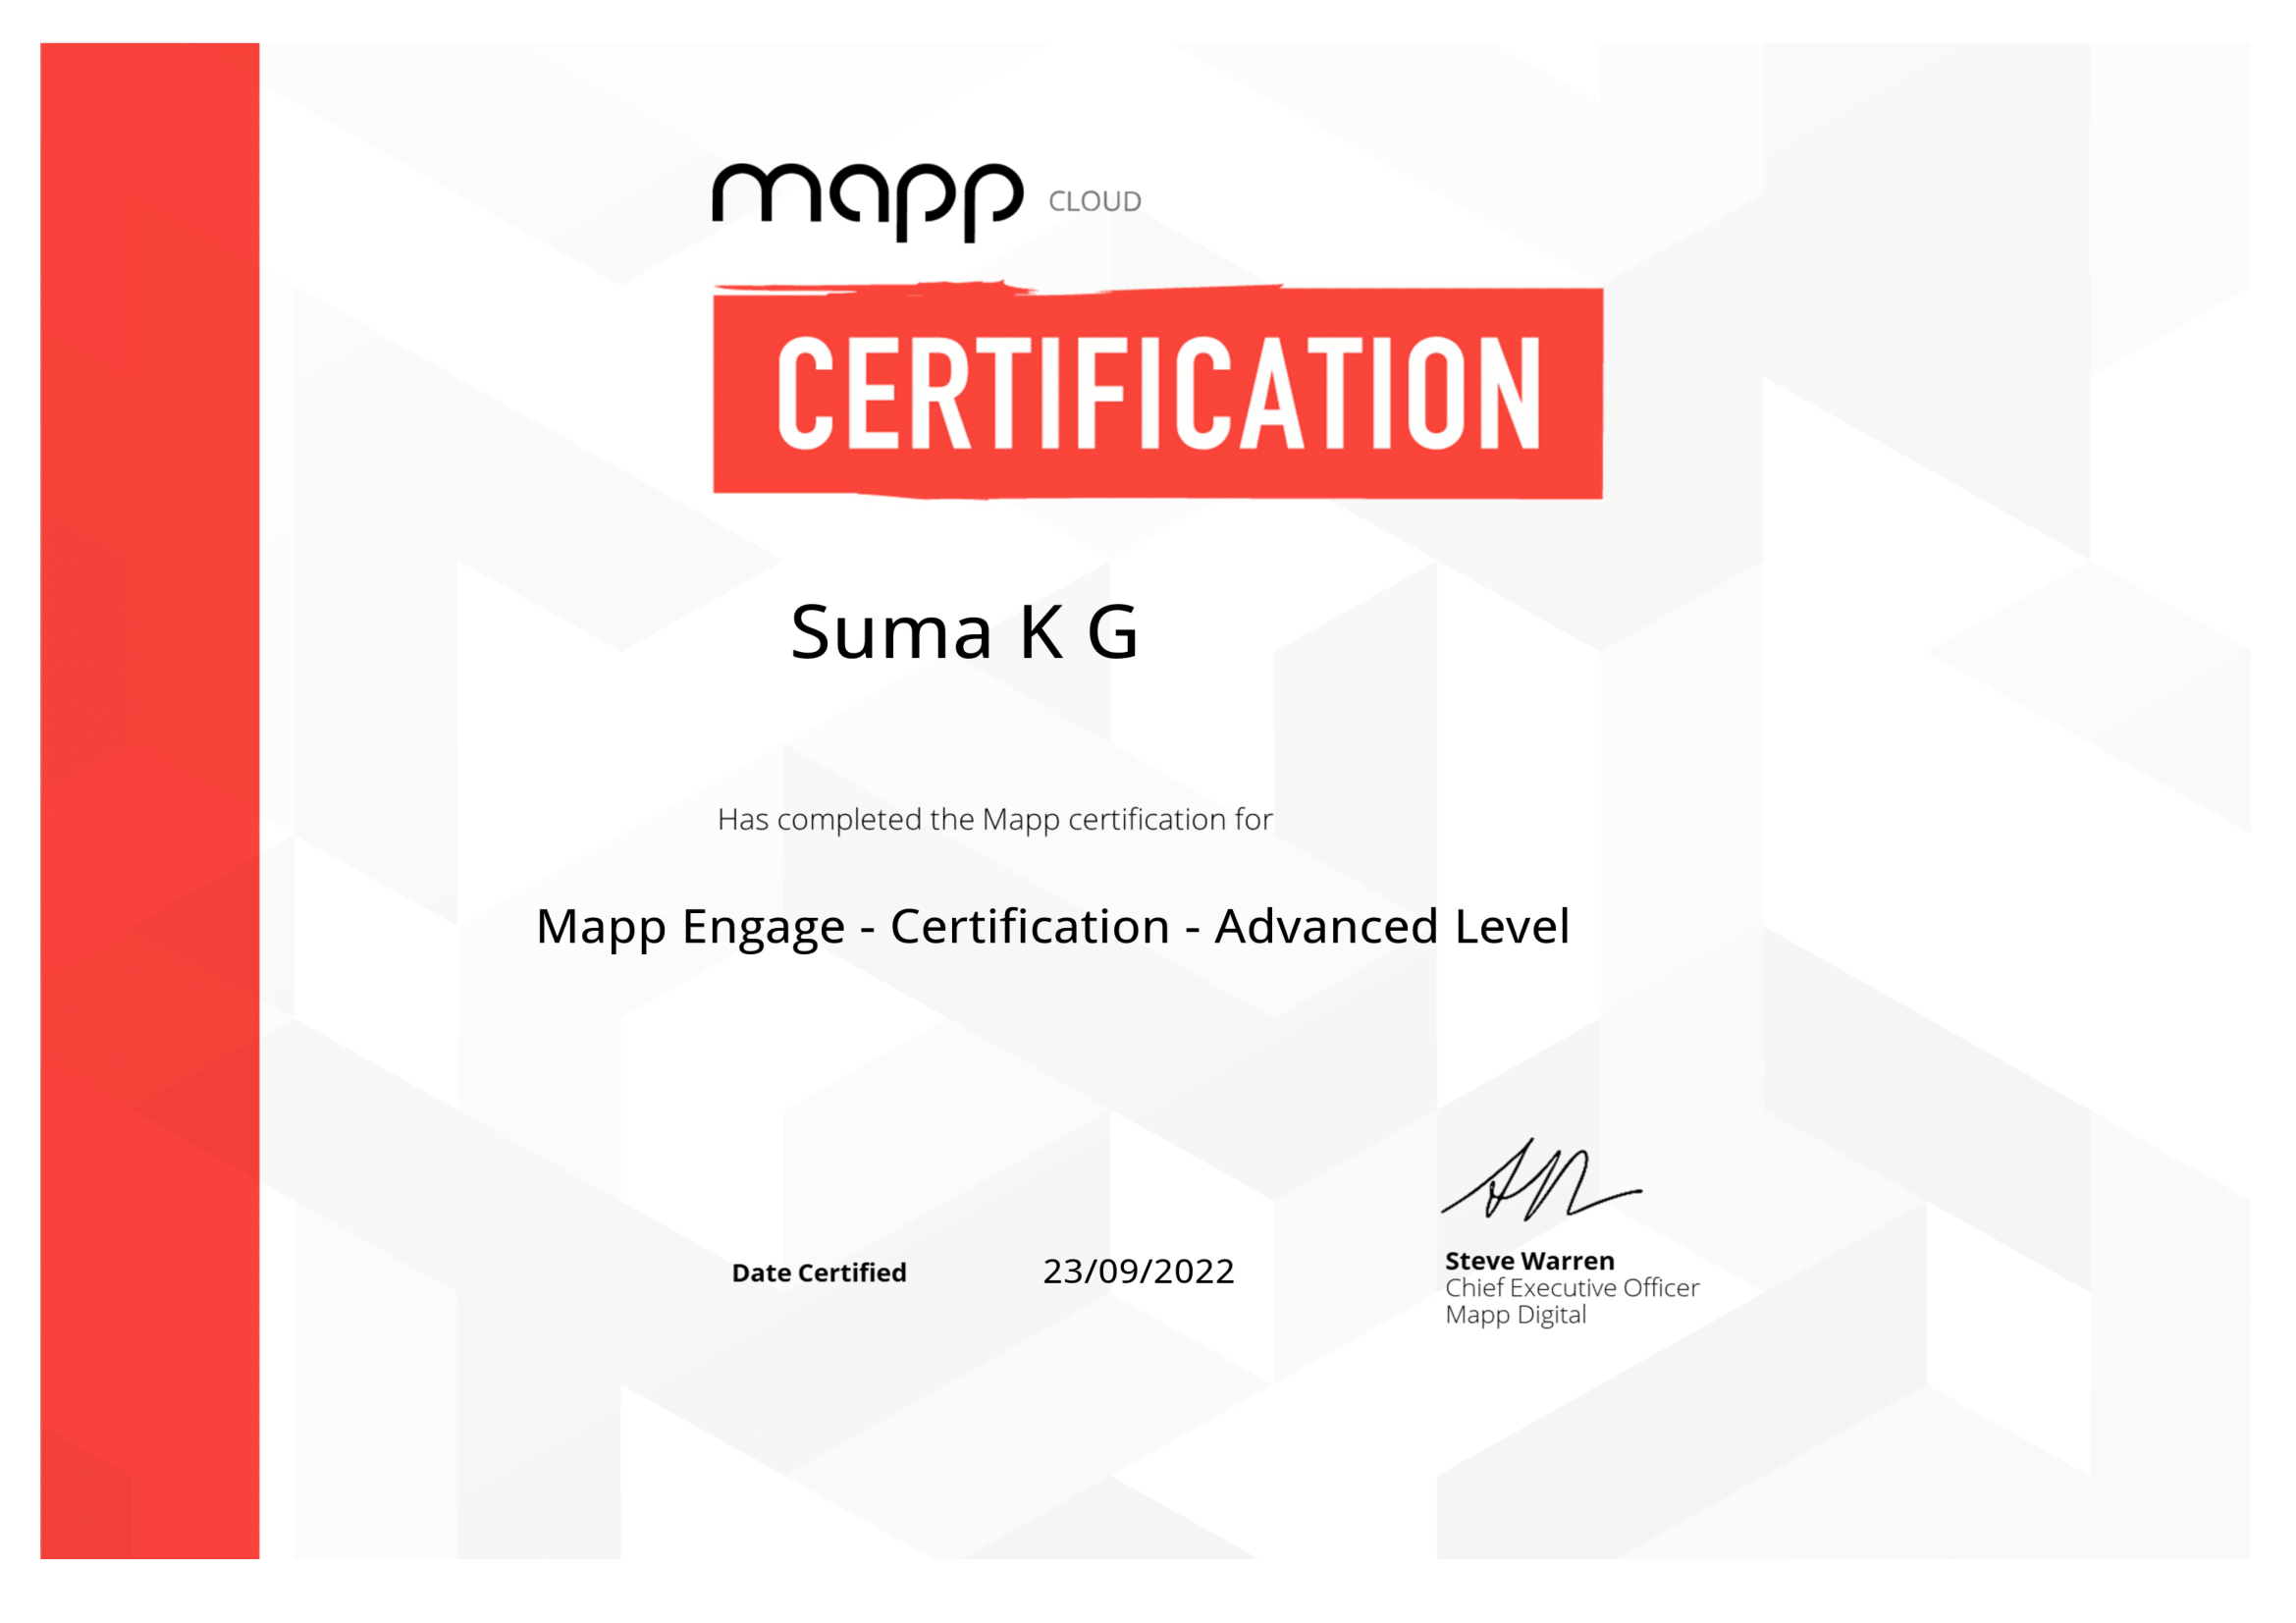 mapp CLOUD
CERTIFICATION
Suma K G
Has completed the Mapp certification for
Mapp Engage - Certification - Advanced Level
Date Certified 23/09/2022
Steve Warren
Chief Executive Officer
Mapp Digital